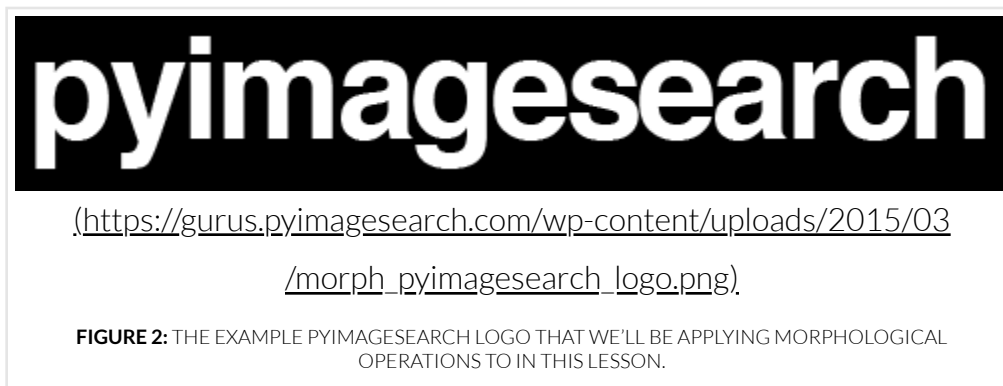 pyimagesearch
(https://gurus.pyimagesearch.com/wp-content/uploads/2015/03
/morph_pyimagesearch_logo.png)
FIGURE 2: THE EXAMPLE PYIMAGESEARCH LOGO THAT WE'LL BE APPLYING MORPHOLOGICAL
OPERATIONS TO IN THIS LESSON.